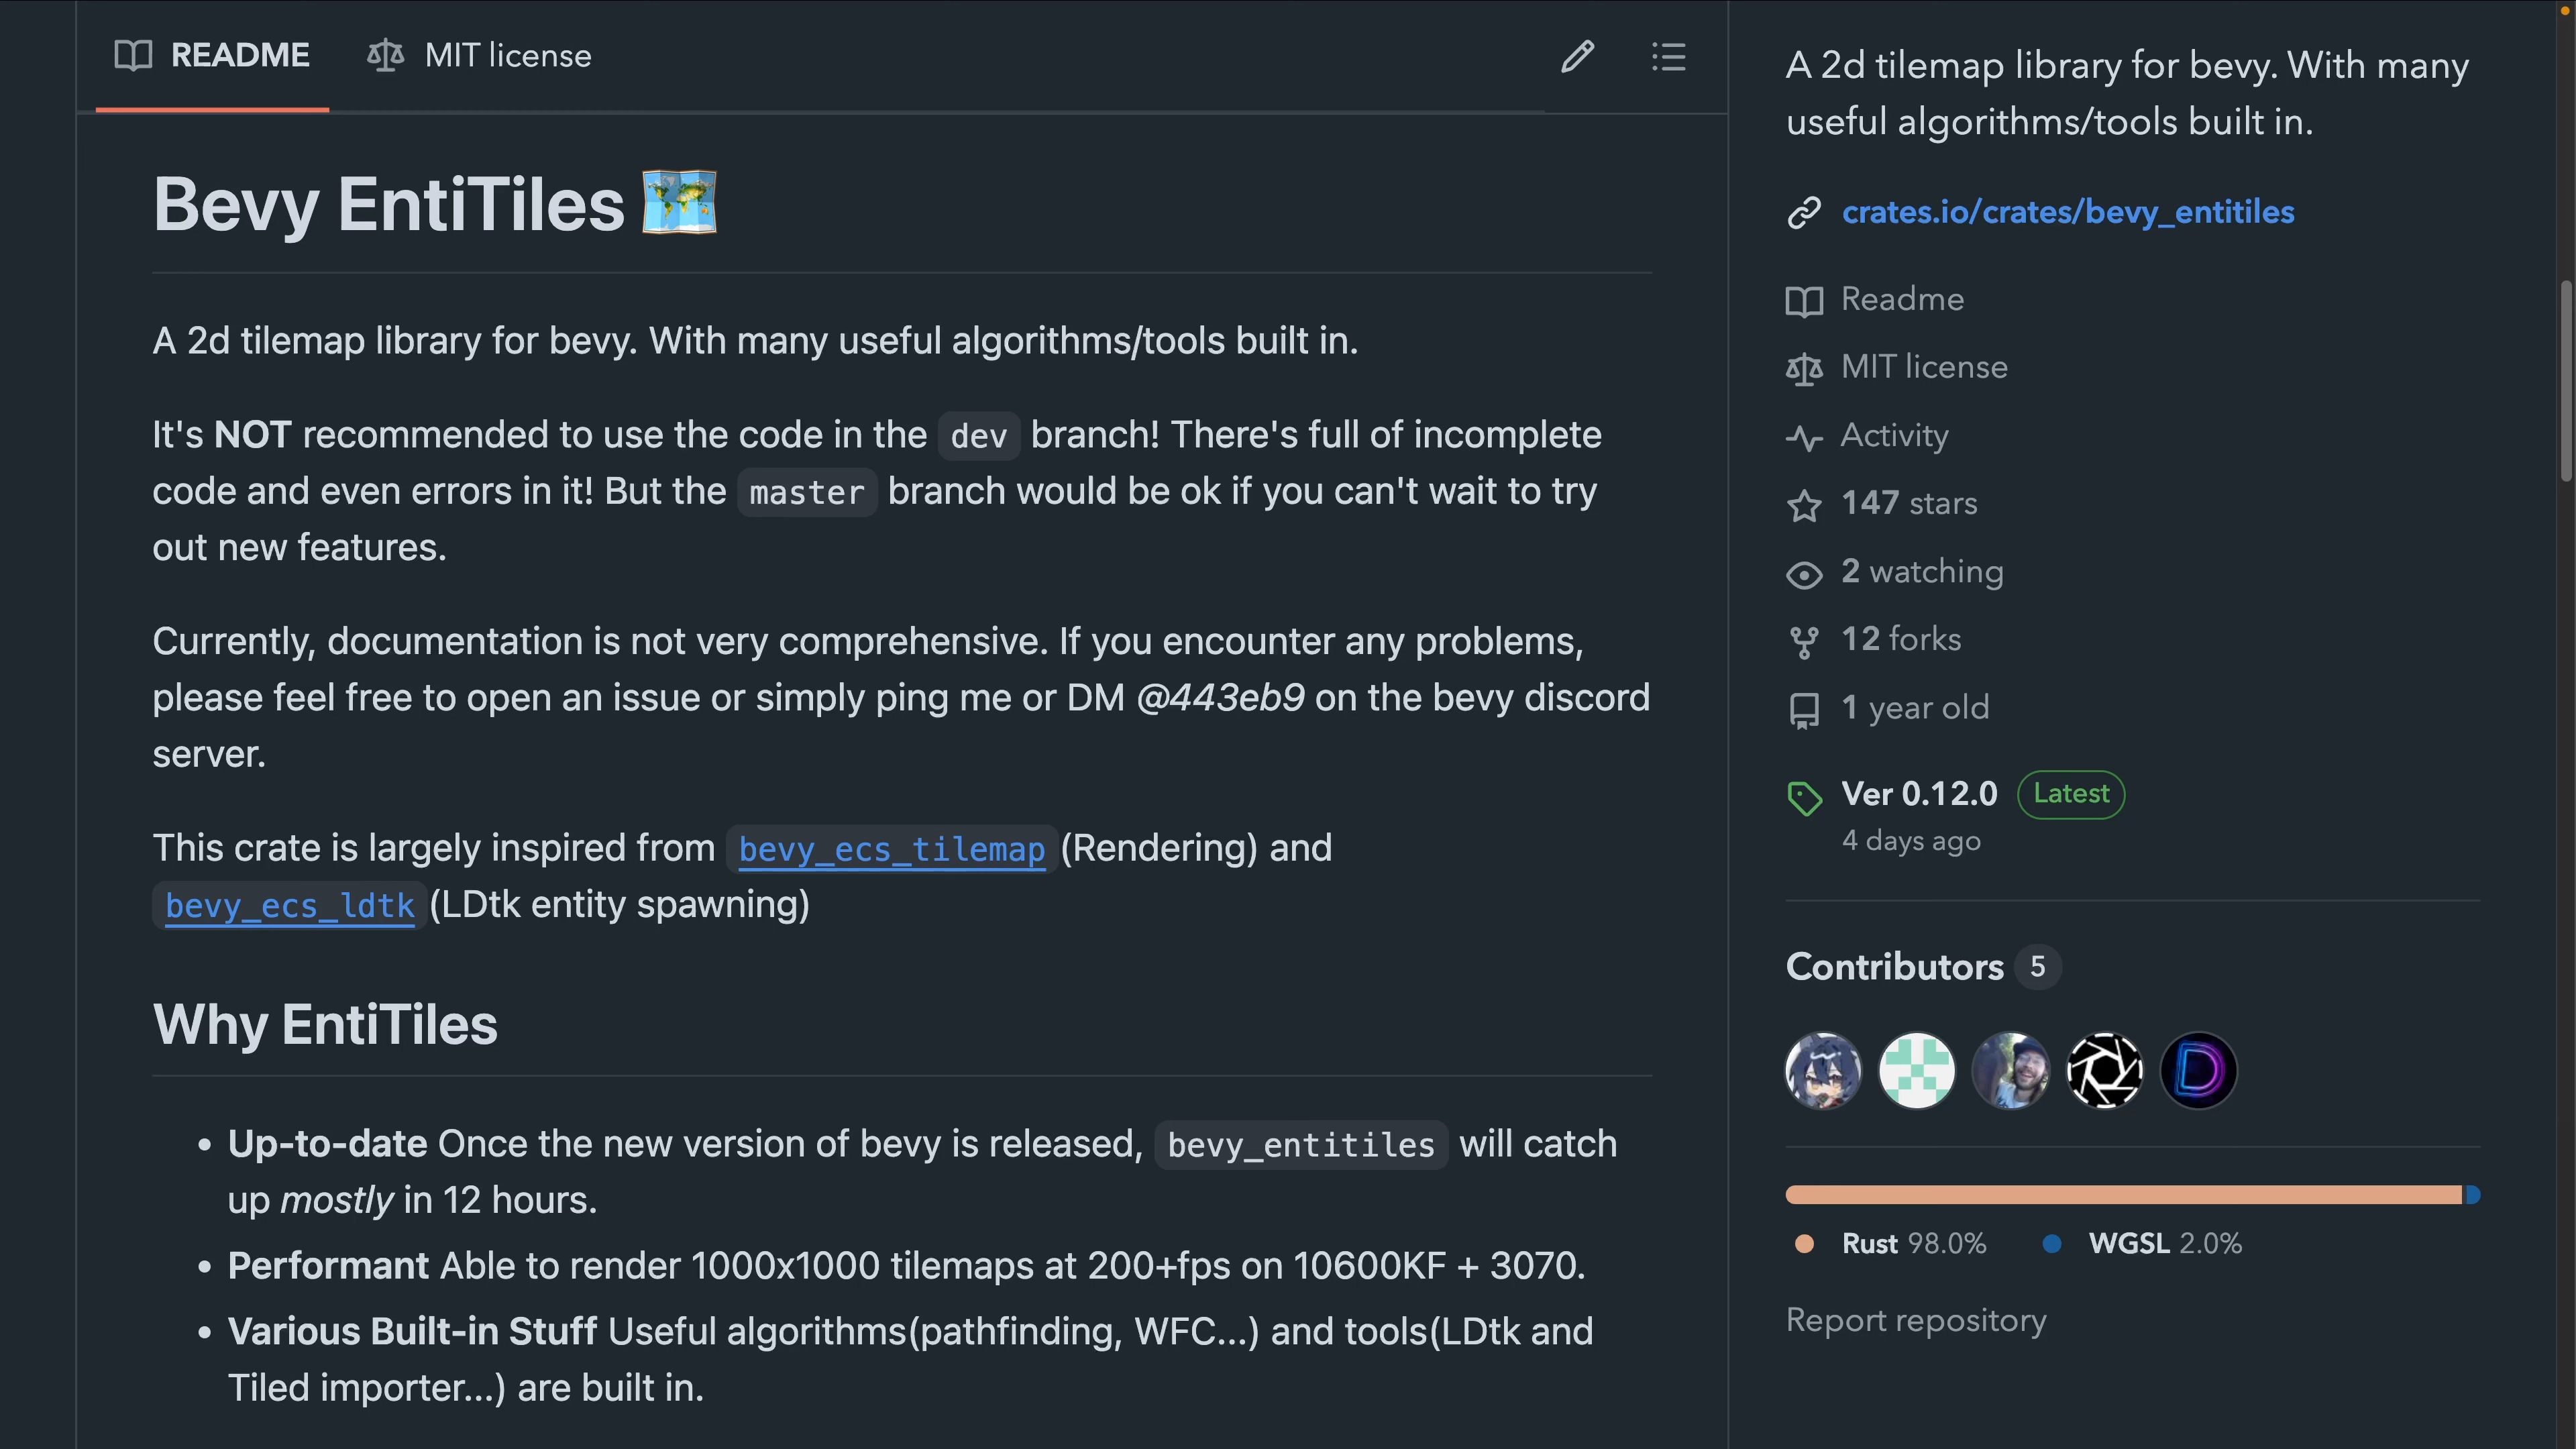 README
MIT license
Bevy EntiTiles
A 2d tilemap library for bevy. With many useful algorithms/tools built in.
It's NOT recommended to use the code in the dev branch! There's full of incomplete
code and even errors in it! But the master branch would be ok if you can't wait to try
out new features.
Currently, documentation is not very comprehensive. If you encounter any problems,
please feel free to open an issue or simply ping me or DM @443eb9 on the bevy discord
server.
This crate is largely inspired from bevy_ecs_tilemap (Rendering) and
bevy_ecs_ldtk (LDtk entity spawning)
Why EntiTiles
• Up-to-date Once the new version of bevy is released, bevy_entitiles will catch
up mostly in 12 hours.
• Performant Able to render 1000x1000 tilemaps at 200+fps on 10600KF + 3070.
• Various Built-in Stuff Useful algorithms(pathfinding, WFC...) and tools(LDtk and
Tiled importer...) are built in.
A 2d tilemap library for bevy. With many
useful algorithms/tools built in.
crates.io/crates/bevy_entitiles
Readme
MIT license
Activity
147 stars
2 watching
12 forks
1 year old
Ver 0.12.0 Latest
4 days ago
Contributors 5
D
Rust 98.0% WGSL 2.0%
Report repository